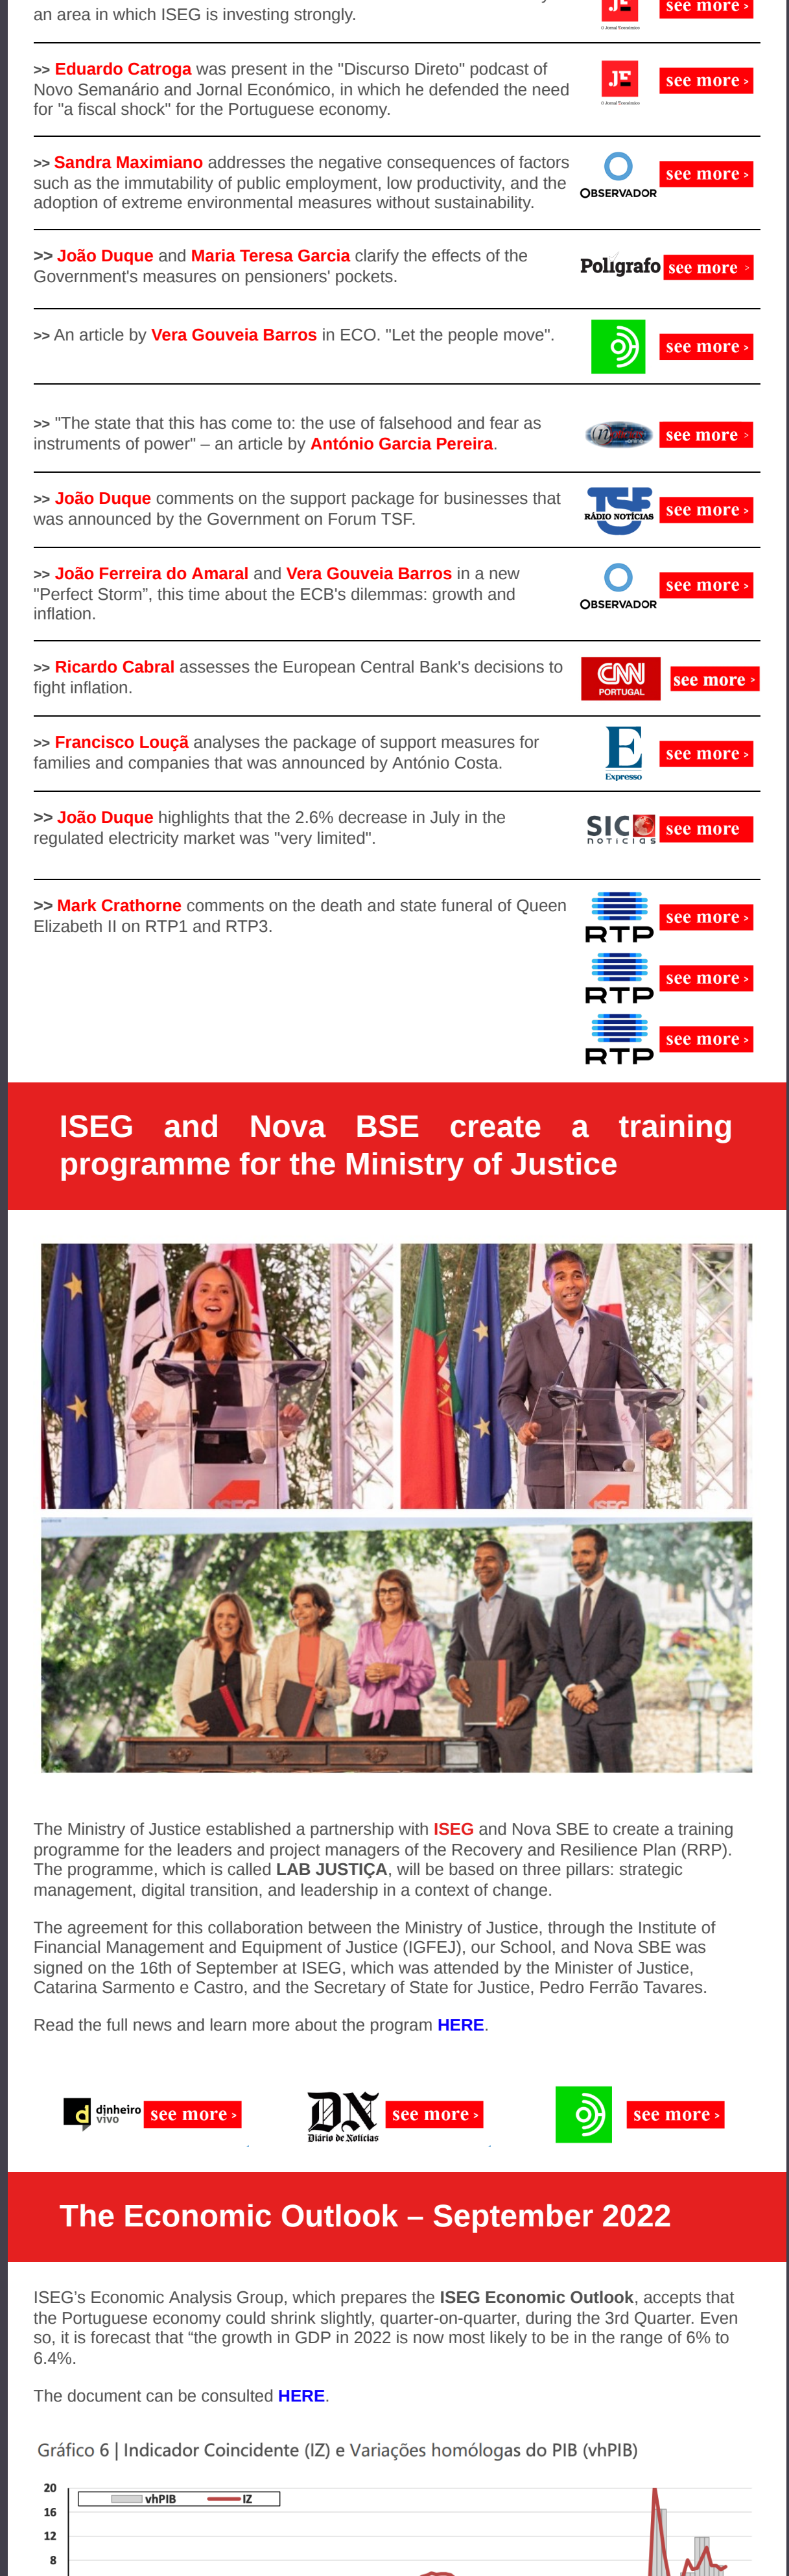 an area in which ISEG is investing strongly.
JE
O Jornal Económico
see more >
>> Eduardo Catroga was present in the "Discurso Direto" podcast of
Novo Semanário and Jornal Económico, in which he defended the need
for "a fiscal shock" for the Portuguese economy.
JE
O Jornal Económico
see more >
>> Sandra Maximiano addresses the negative consequences of factors
such as the immutability of public employment, low productivity, and the
adoption of extreme environmental measures without sustainability.
OBSERVADOR
see more >
>> João Duque and Maria Teresa Garcia clarify the effects of the
Government's measures on pensioners' pockets.
Polígrafo
see more >
>> An article by Vera Gouveia Barros in ECO. "Let the people move".
see more >
>> "The state that this has come to: the use of falsehood and fear as
instruments of power" – an article by António Garcia Pereira.
see more >
>> João Duque comments on the support package for businesses that
was announced by the Government on Forum TSF.
TSF
RÁDIO NOTÍCIAS
see more >
>> João Ferreira do Amaral and Vera Gouveia Barros in a new
"Perfect Storm”, this time about the ECB's dilemmas: growth and
inflation.
OBSERVADOR
see more >
>> Ricardo Cabral assesses the European Central Bank's decisions to
fight inflation.
CNN
PORTUGAL
see more >
>> Francisco Louçã analyses the package of support measures for
families and companies that was announced by António Costa.
E
Expresso
see more >
>> João Duque highlights that the 2.6% decrease in July in the
regulated electricity market was "very limited".
SIC
notícias
see more
>> Mark Crathorne comments on the death and state funeral of Queen
Elizabeth II on RTP1 and RTP3.
RTP
see more >
RTP
see more >
RTP
see more >
ISEG and Nova BSE create a training
programme for the Ministry of Justice
ISEG
ISEG
The Ministry of Justice established a partnership with ISEG and Nova SBE to create a training
programme for the leaders and project managers of the Recovery and Resilience Plan (RRP).
The programme, which is called LAB JUSTIÇA, will be based on three pillars: strategic
management, digital transition, and leadership in a context of change.
The agreement for this collaboration between the Ministry of Justice, through the Institute of
Financial Management and Equipment of Justice (IGFEJ), our School, and Nova SBE was
signed on the 16th of September at ISEG, which was attended by the Minister of Justice,
Catarina Sarmento e Castro, and the Secretary of State for Justice, Pedro Ferrão Tavares.
Read the full news and learn more about the program HERE.
d dinheiro
vivo
see more >
DN
Diário de Notícias
see more >
see more >
The Economic Outlook – September 2022
ISEG's Economic Analysis Group, which prepares the ISEG Economic Outlook, accepts that
the Portuguese economy could shrink slightly, quarter-on-quarter, during the 3rd Quarter. Even
so, it is forecast that “the growth in GDP in 2022 is now most likely to be in the range of 6% to
6.4%.
The document can be consulted HERE.
Gráfico 6 | Indicador Coincidente (IZ) e Variações homólogas do PIB (vhPIB)
20
vhPIB
IZ
16
12
8